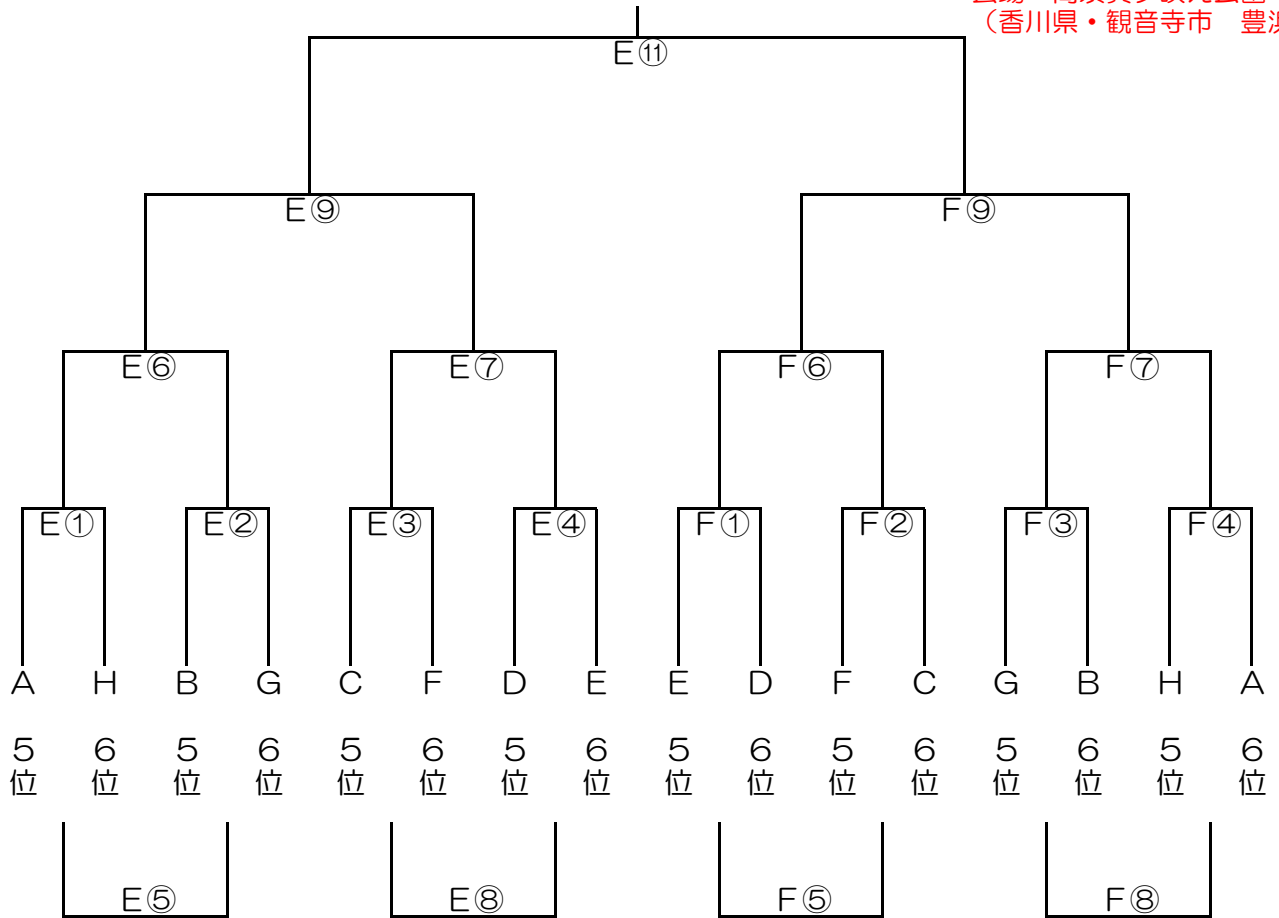 （香川県・観音寺市　豊浜
E⑪
E⑨ F⑨
E⑥ E⑦ F⑥ F⑦
E① E② E③ E④ F① F② F③ F④
A H B G C F D E E D F C G B H A
5位 6位 5位 6位 5位 6位 5位 6位 5位 6位 5位 6位 5位 6位 5位 6位
E⑤ E⑧ F⑤ F⑧